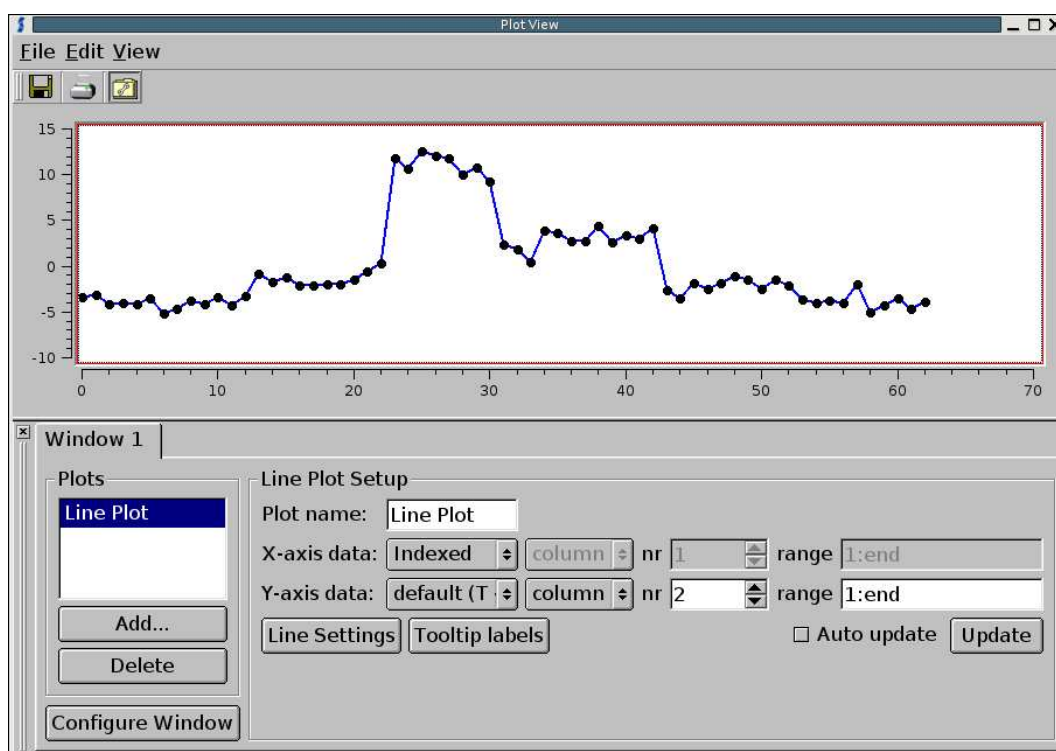 Plot View
File Edit View
15
10
5
0
-5
-10
0 10 20 30 40 50 60 70
Window 1
Plots
Line Plot
Add...
Delete
Configure Window
Line Plot Setup
Plot name: Line Plot
X-axis data: Indexed column nr 1 range 1:end
Y-axis data: default (T column nr 2 range 1:end
Line Settings Tooltip labels Auto update Update